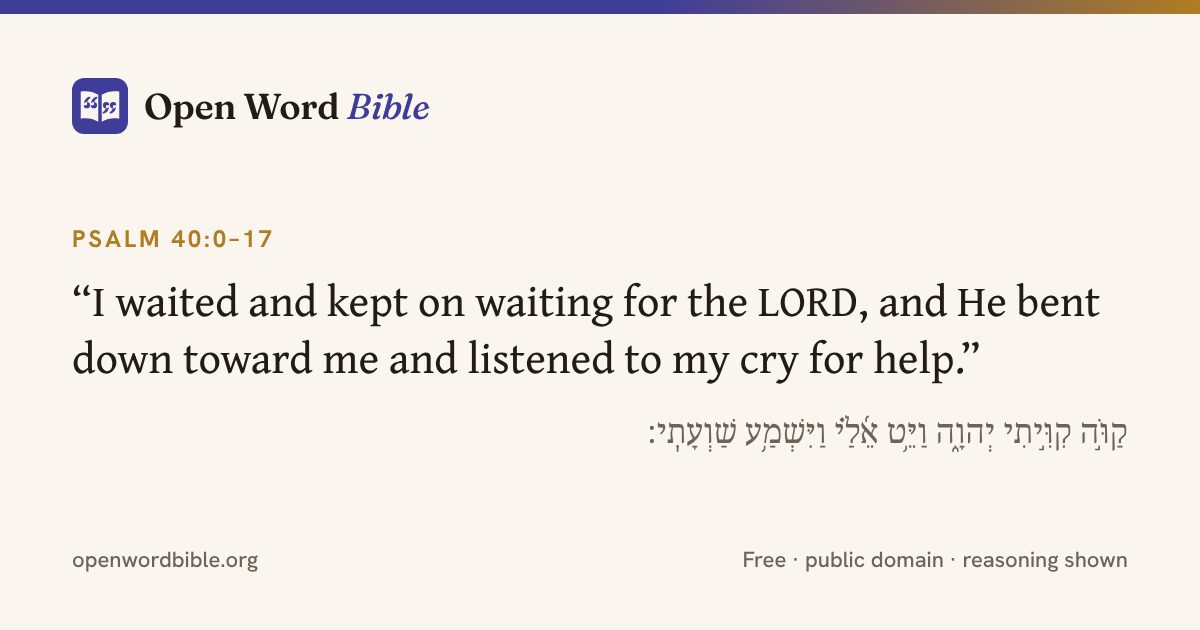 Open Word Bible
PSALM 40:0–17
“I waited and kept on waiting for the LORD, and He bent
down toward me and listened to my cry for help.”
קַוֺּ֣ה קִוִּ֣יתִי יְהוָ֑ה וַיֵּ֥ט אֵ֝לַ֗י וַיִּשְׁמַ֥ע שַׁוְעָתִֽי׃
openwordbible.org
Free · public domain · reasoning shown